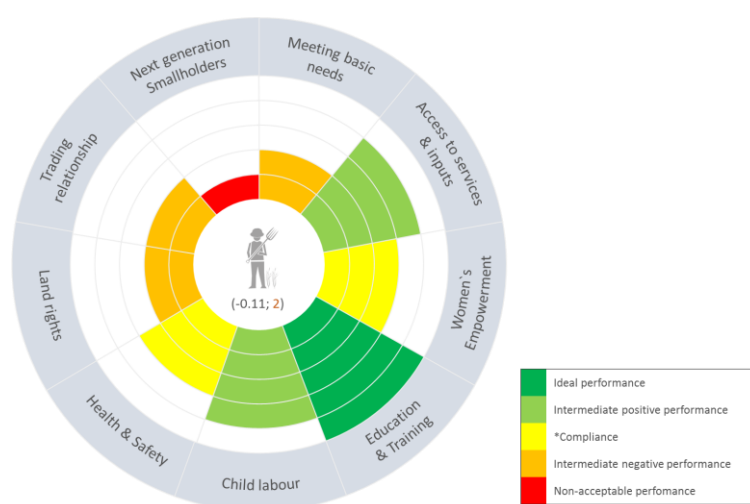 Next generation
Smallholders
Meeting basic
needs
Access to services
& inputs
Women`s
Empowerment
Education
& Training
Child labour
Health & Safety
Land rights
Trading
relationship
(-0.11; 2)
Ideal performance
Intermediate positive performance
*Compliance
Intermediate negative performance
Non-acceptable perfomance